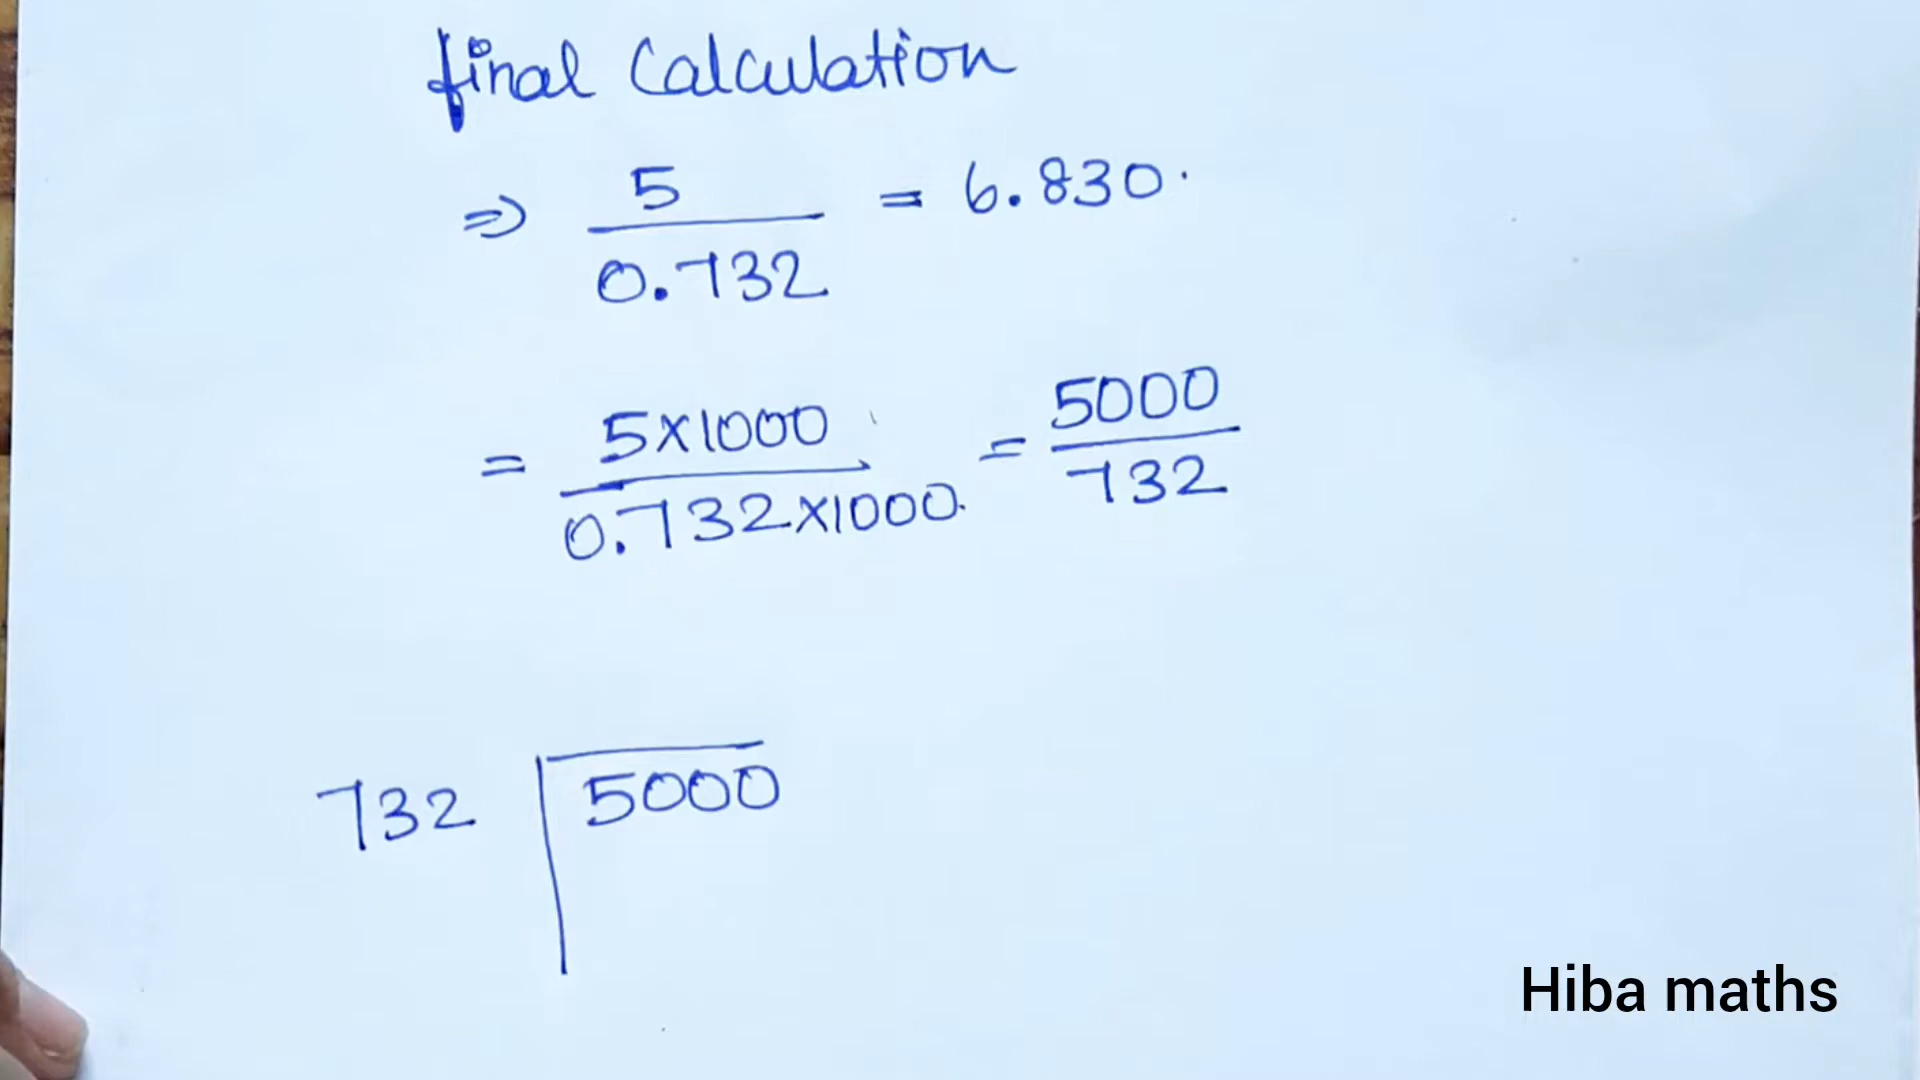 final Calculation
⇒ 5/0.732 = 6.830.
= 5×1000/0.732×1000. = 5000/732
732 5000
Hiba maths